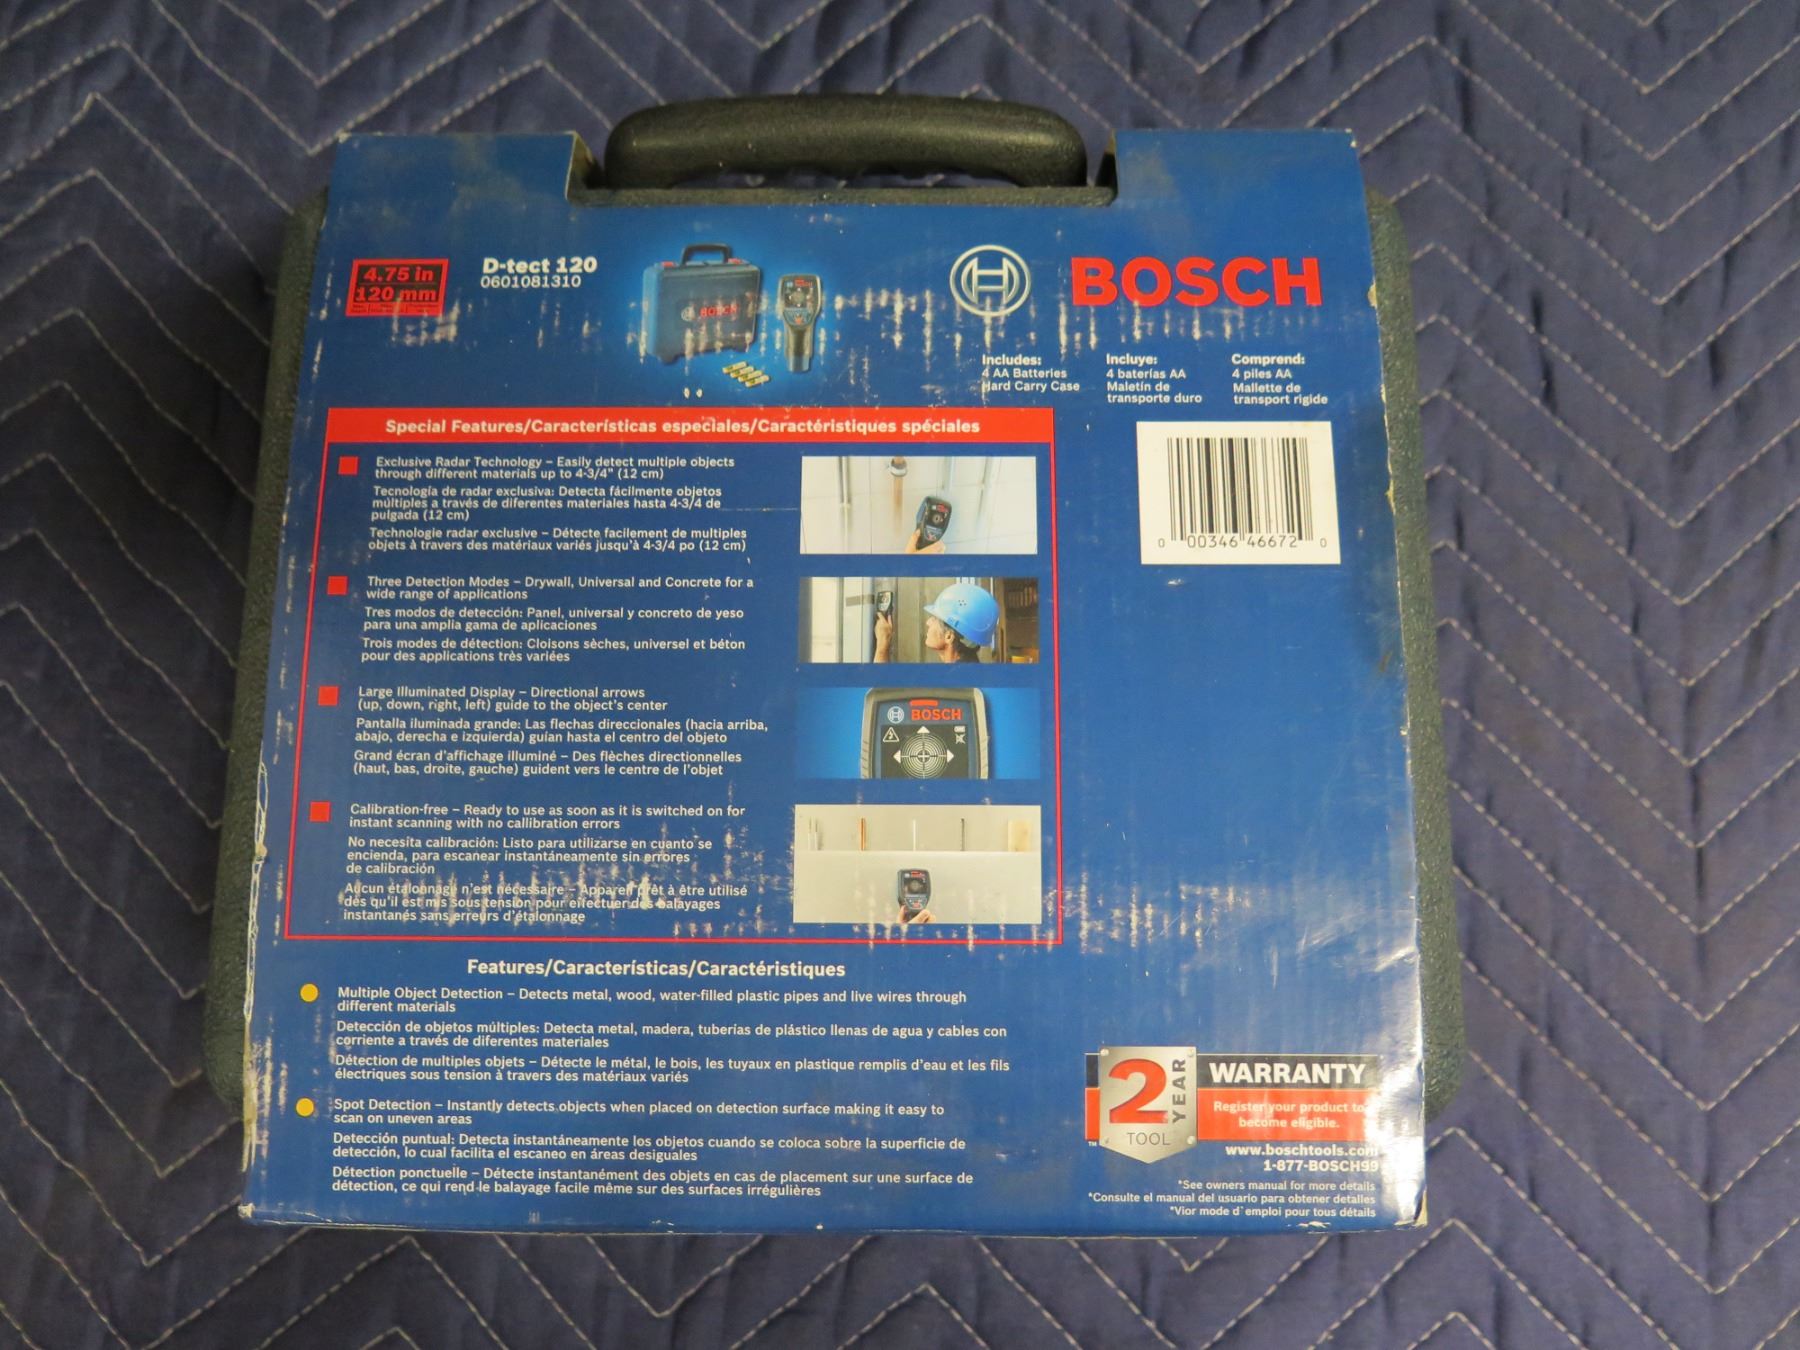 4.75 in
120 mm
D-tect 120
0601081310
BOSCH
BOSCH
Includes:
4 AA Batteries
Hard Carry Case
Incluye:
4 baterías AA
Maletín de
transporte duro
Comprend:
4 piles AA
Mallette de
transport rigide
0 00346 46672 0
Special Features/Características especiales/Caractéristiques spéciales
Exclusive Radar Technology – Easily detect multiple objects
through different materials up to 4-3/4" (12 cm)
Tecnología de radar exclusiva: Detecta fácilmente objetos
múltiples a través de diferentes materiales hasta 4-3/4 de
pulgada (12 cm)
Technologie radar exclusive – Détecte facilement de multiples
objets à travers des matériaux variés jusqu'à 4-3/4 po (12 cm)
Three Detection Modes – Drywall, Universal and Concrete for a
wide range of applications
Tres modos de detección: Panel, universal y concreto de yeso
para una amplia gama de aplicaciones
Trois modes de détection: Cloisons sèches, universel et béton
pour des applications très variées
Large Illuminated Display – Directional arrows
(up, down, right, left) guide to the object's center
Pantalla iluminada grande: Las flechas direccionales (hacia arriba,
abajo, derecha e izquierda) guían hasta el centro del objeto
Grand écran d'affichage illuminé – Des flèches directionnelles
(haut, bas, droite, gauche) guident vers le centre de l'objet
BOSCH
Calibration-free – Ready to use as soon as it is switched on for
instant scanning with no callibration errors
No necesita calibración: Listo para utilizarse en cuanto se
encienda, para escanear instantáneamente sin errores
de calibración
Aucun étalonnage n'est nécessaire – Appareil prêt à être utilisé
dès qu'il est mis sous tension pour effectuer des balayages
instantanés sans erreurs d'étalonnage
Features/Características/Caractéristiques
Multiple Object Detection – Detects metal, wood, water-filled plastic pipes and live wires through
different materials
Detección de objetos múltiples: Detecta metal, madera, tuberías de plástico llenas de agua y cables con
corriente a través de diferentes materiales
Détection de multiples objets – Détecte le métal, le bois, les tuyaux en plastique remplis d'eau et les fils
électriques sous tension à travers des matériaux variés
Spot Detection – Instantly detects objects when placed on detection surface making it easy to
scan on uneven areas
Detección puntual: Detecta instantáneamente los objetos cuando se coloca sobre la superficie de
detección, lo cual facilita el escaneo en áreas desiguales
Détection ponctuelle – Détecte instantanément des objets en cas de placement sur une surface de
détection, ce qui rend le balayage facile même sur des surfaces irrégulières
2 YEAR
TOOL
WARRANTY
Register your product to
become eligible.
www.boschtools.com
1-877-BOSCH99
*See owners manual for more details
*Consulte el manual del usuario para obtener detalles
*Vior mode d'emploi pour tous détails